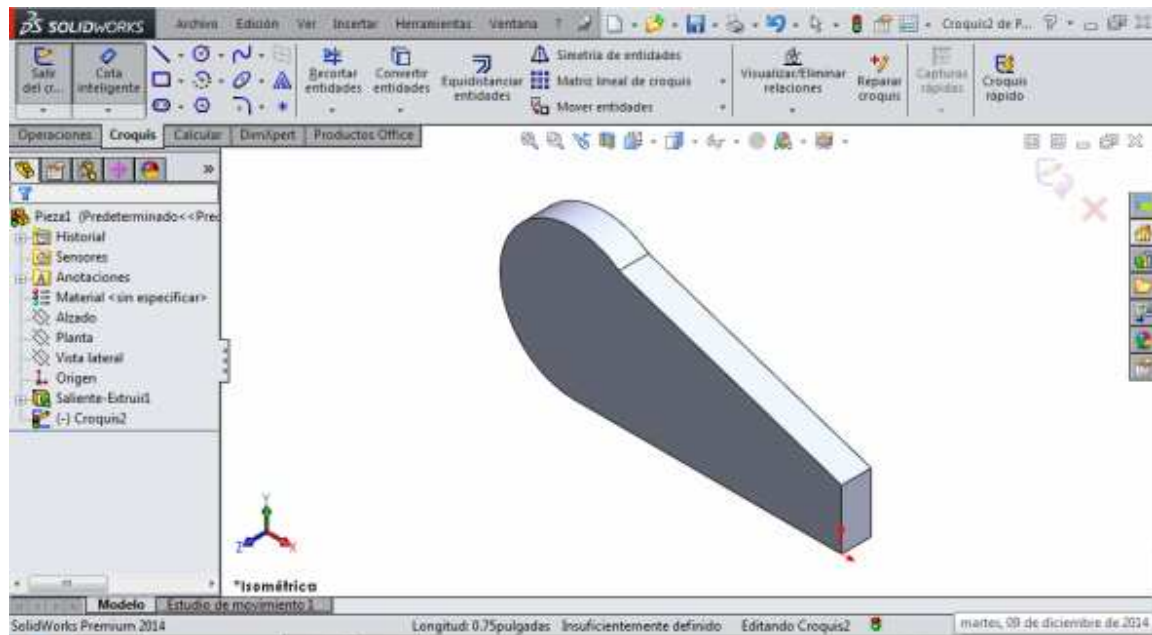 DS SOLIDWORKS Archivo Edición Ver Insertar Herramientas Ventana ? Croquis2 de P...
Salir del cr...
Cota inteligente
Recortar entidades
Convertir entidades
Equidistanciar entidades
Simetría de entidades
Matriz lineal de croquis
Mover entidades
Visualizar/Eliminar relaciones
Reparar croquis
Capturas rápidas
Croquis rápido
Operaciones Croquis Calcular DimXpert Productos Office
Pieza1 (Predeterminado<<Pred
Historial
Sensores
Anotaciones
Material <sin especificar>
Alzado
Planta
Vista lateral
Origen
Saliente-Extruir1
(-) Croquis2
Y
Z X
*Isométrica
Modelo Estudio de movimiento 1
SolidWorks Premium 2014 Longitud: 0.75pulgadas Insuficientemente definido Editando Croquis2 martes, 09 de diciembre de 2014